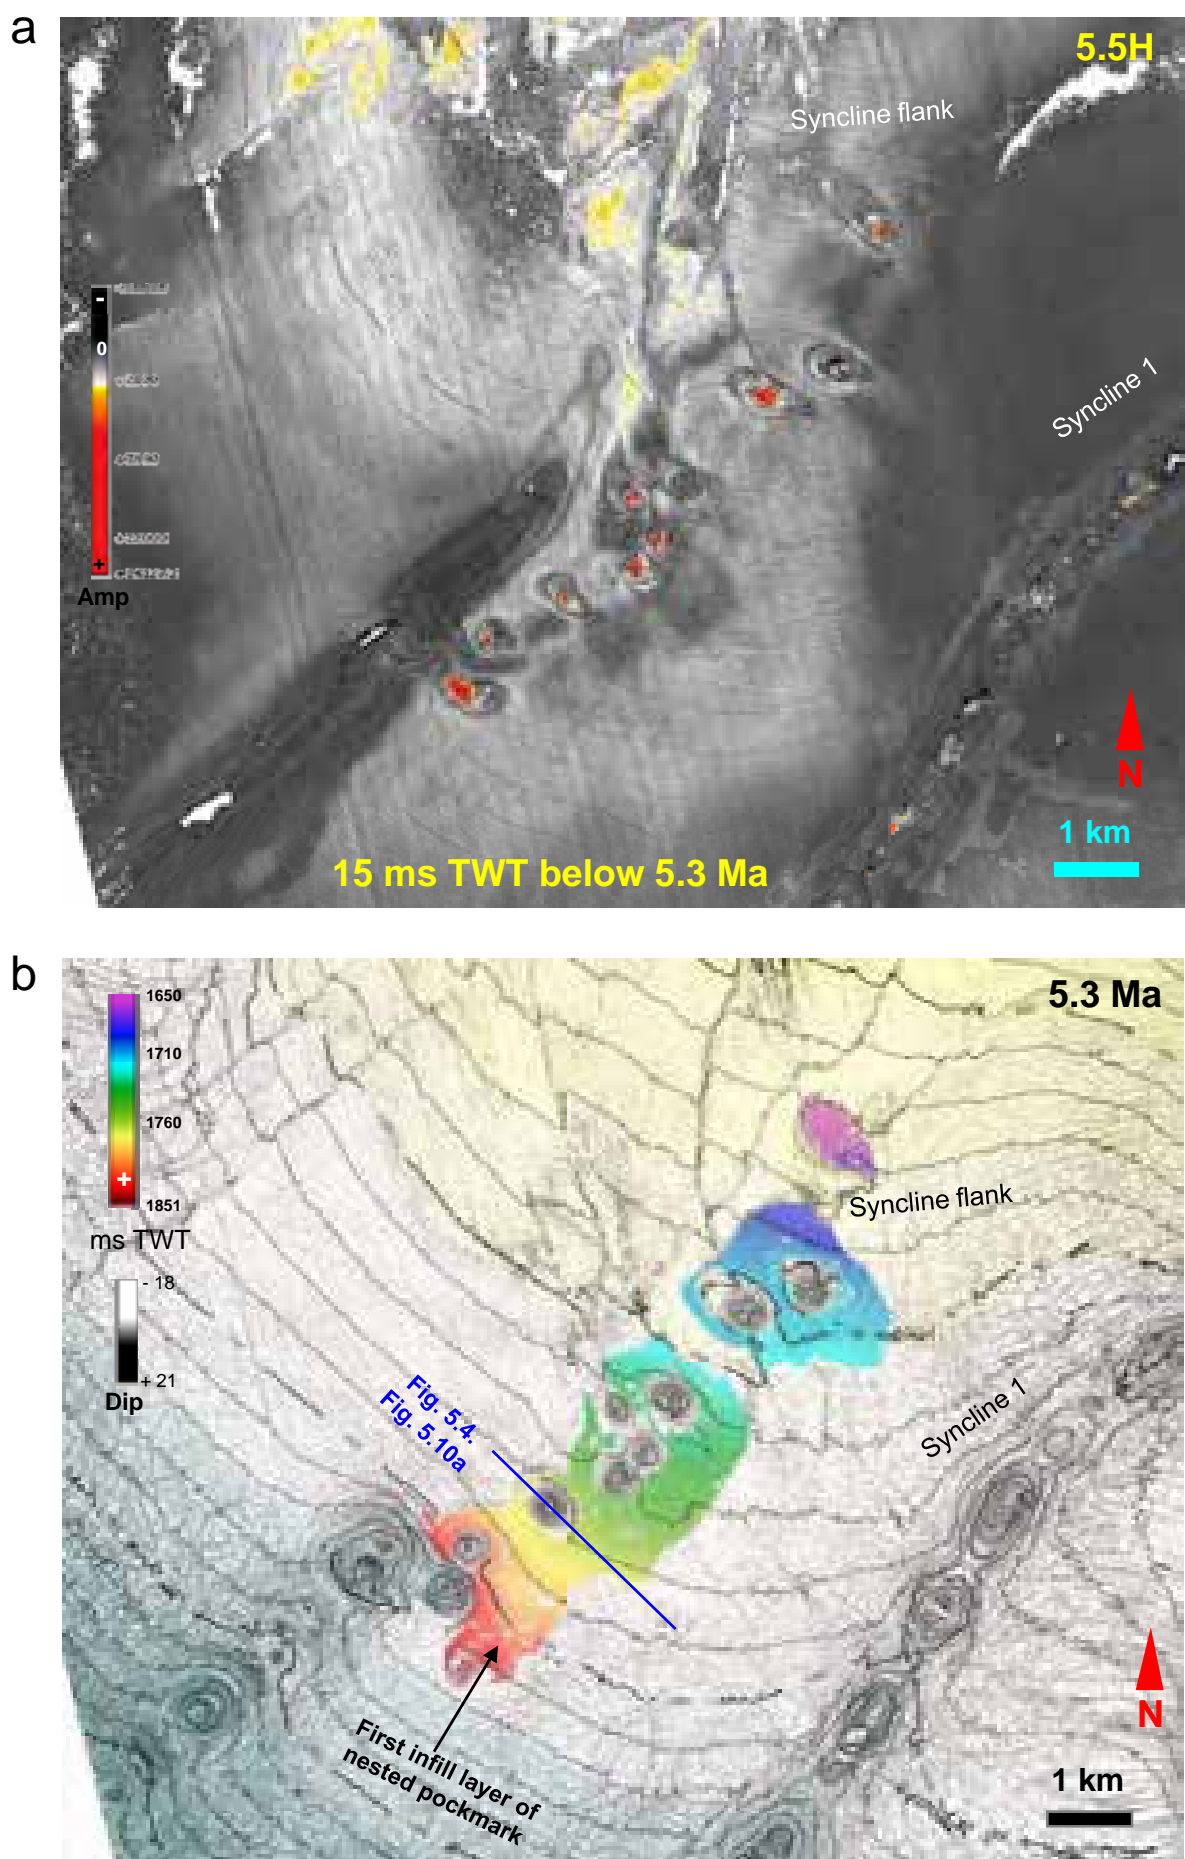 a
5.5H
Syncline flank
Syncline 1
-
0
+
Amp
N
1 km
15 ms TWT below 5.3 Ma
b
5.3 Ma
1650
1710
1760
+
1851
ms TWT
- 18
+ 21
Dip
Syncline flank
Syncline 1
Fig. 5.4.
Fig. 5.10a
First infill layer of
nested pockmark
N
1 km